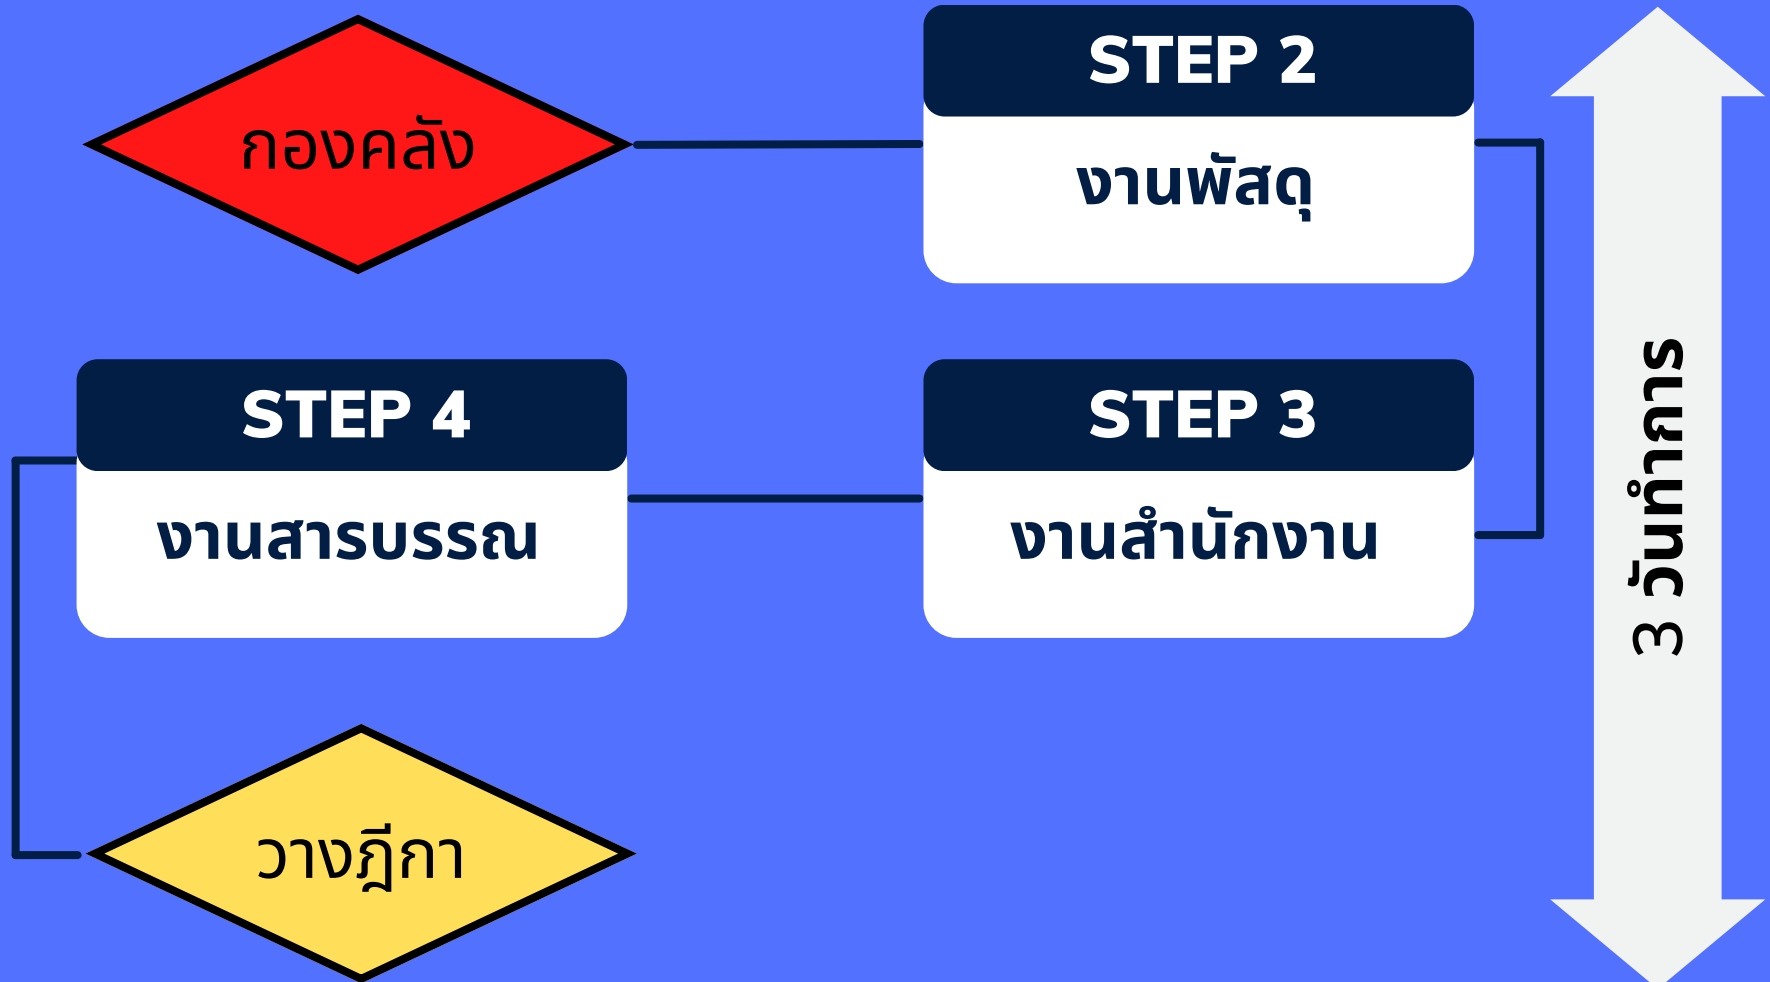 กองคลัง
STEP 2
งานพัสดุ
STEP 3
งานสำนักงาน
STEP 4
งานสารบรรณ
วางฎีกา
3 วันทำการ